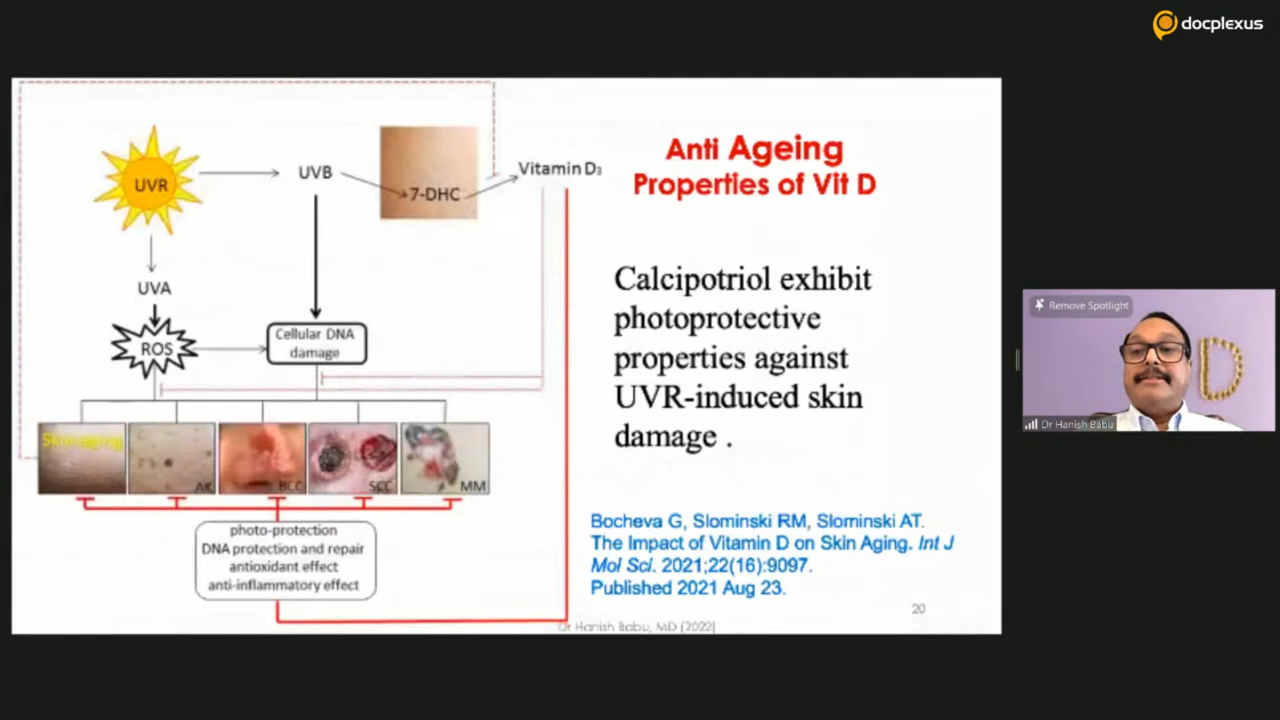 docplexus
Anti Ageing
Properties of Vit D
UVR
UVB
7-DHC
Vitamin D₃
UVA
ROS
Cellular DNA
damage
Calcipotriol exhibit
photoprotective
properties against
UVR-induced skin
damage .
Remove Spotlight
D
Dr Hanish Babu
Skin aging
AK
BCC
SCC
MM
photo-protection
DNA protection and repair
antioxidant effect
anti-inflammatory effect
Bocheva G, Slominski RM, Slominski AT.
The Impact of Vitamin D on Skin Aging. Int J
Mol Sci. 2021;22(16):9097.
Published 2021 Aug 23.
20
Dr Hanish Babu, MD (2022)